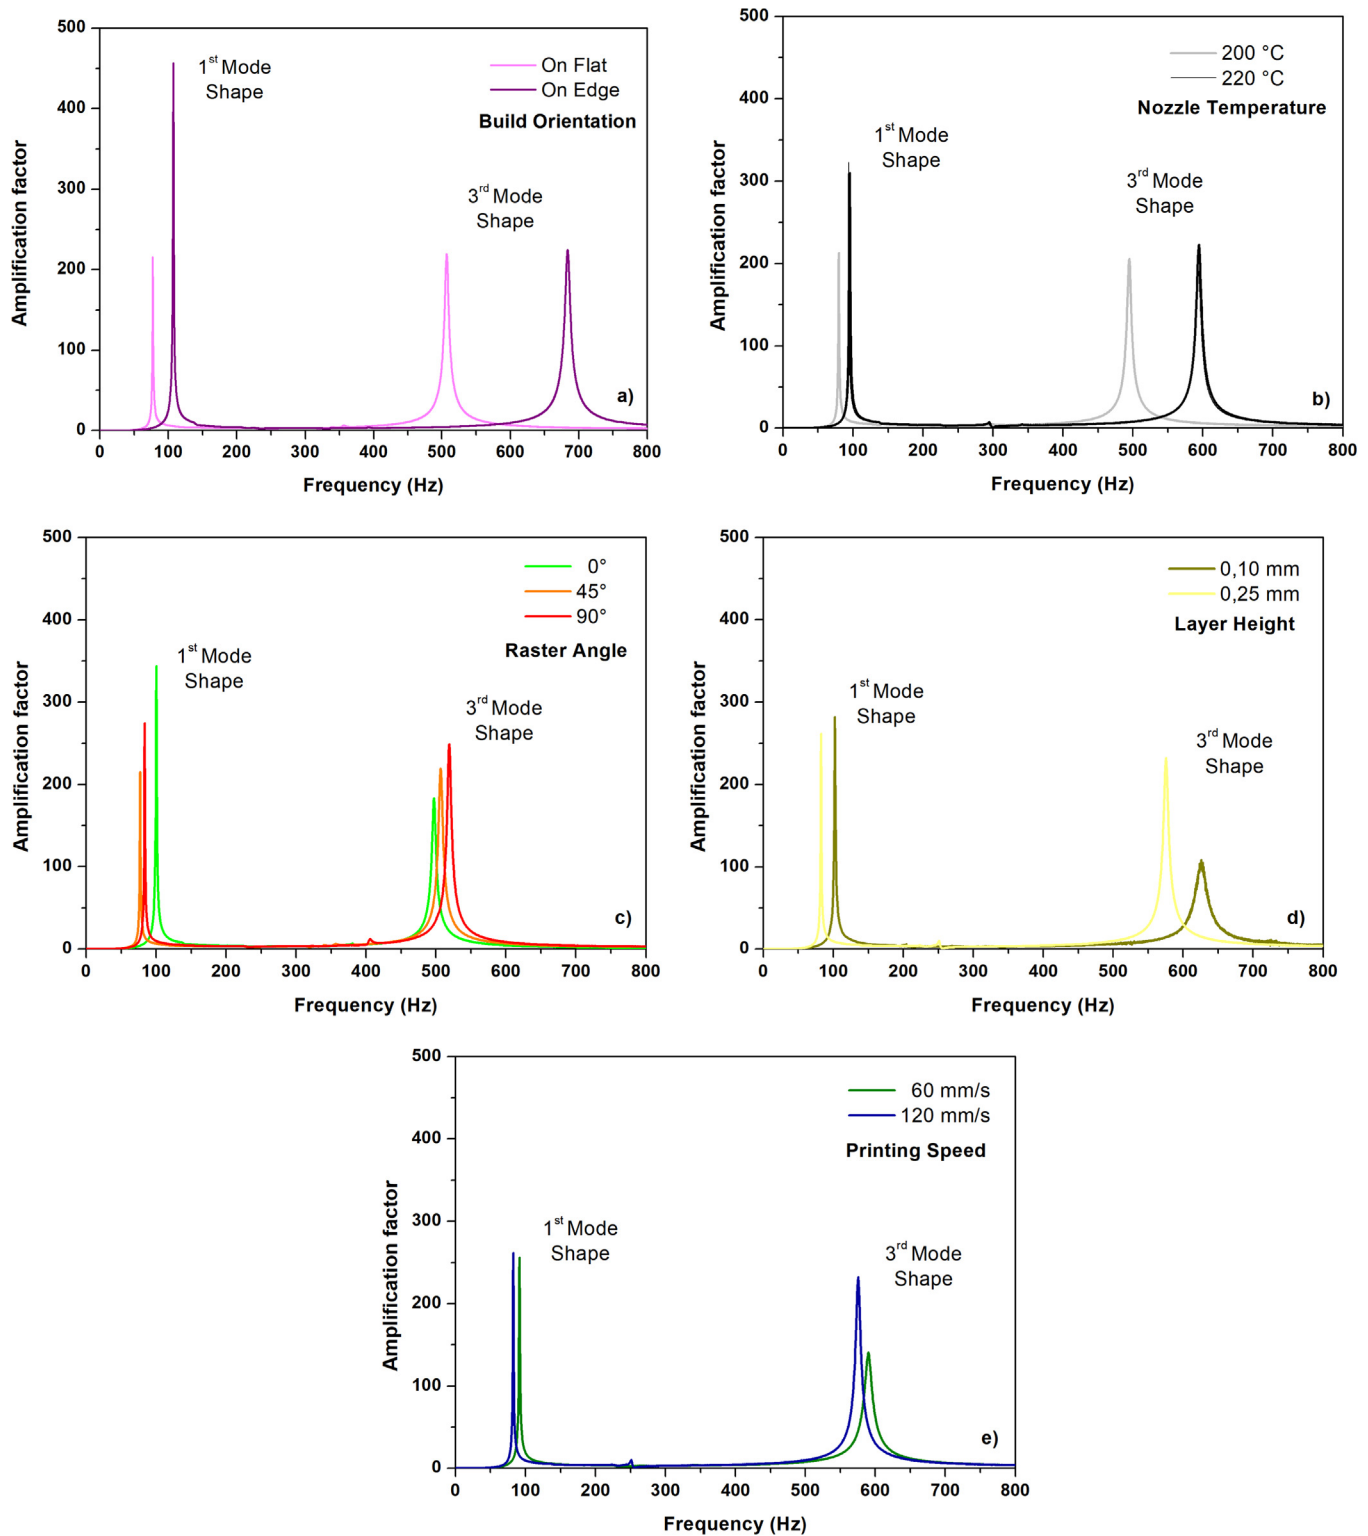 500
400
300
200
100
0
0 100 200 300 400 500 600 700 800
Amplification factor
Frequency (Hz)
1st Mode
Shape
3rd Mode
Shape
On Flat
On Edge
Build Orientation
a)
500
400
300
200
100
0
0 100 200 300 400 500 600 700 800
Amplification factor
Frequency (Hz)
1st Mode
Shape
3rd Mode
Shape
200 °C
220 °C
Nozzle Temperature
b)
500
400
300
200
100
0
0 100 200 300 400 500 600 700 800
Amplification factor
Frequency (Hz)
1st Mode
Shape
3rd Mode
Shape
0°
45°
90°
Raster Angle
c)
500
400
300
200
100
0
0 100 200 300 400 500 600 700 800
Amplification factor
Frequency (Hz)
1st Mode
Shape
3rd Mode
Shape
0,10 mm
0,25 mm
Layer Height
d)
500
400
300
200
100
0
0 100 200 300 400 500 600 700 800
Amplification factor
Frequency (Hz)
1st Mode
Shape
3rd Mode
Shape
60 mm/s
120 mm/s
Printing Speed
e)